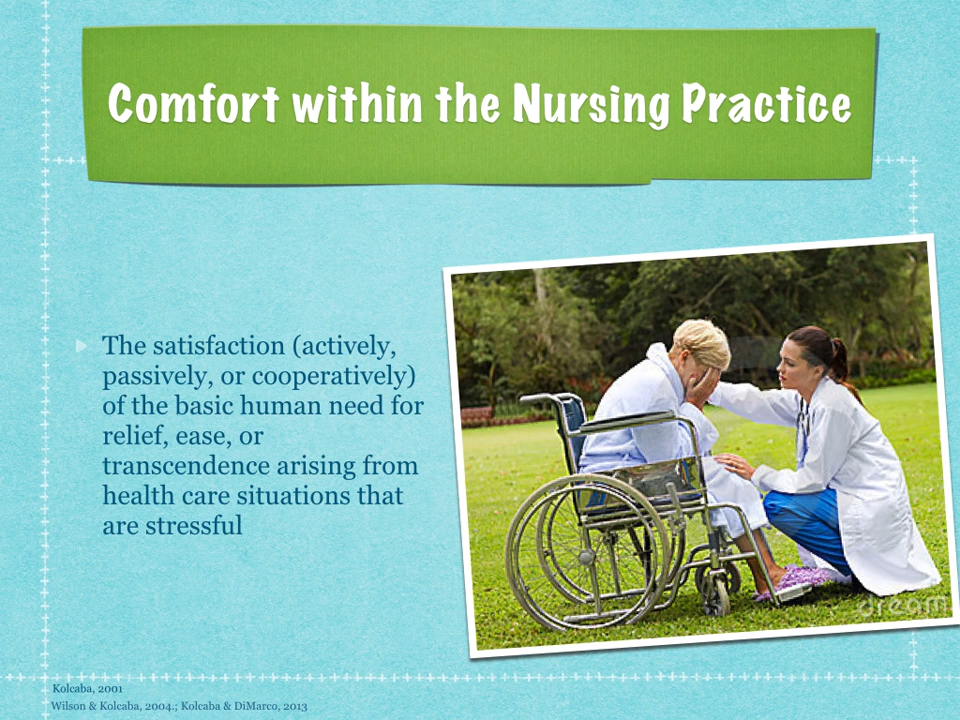 Comfort within the Nursing Practice
The satisfaction (actively,
passively, or cooperatively)
of the basic human need for
relief, ease, or
transcendence arising from
health care situations that
are stressful
dream
Kolcaba, 2001
Wilson & Kolcaba, 2004.; Kolcaba & DiMarco, 2013